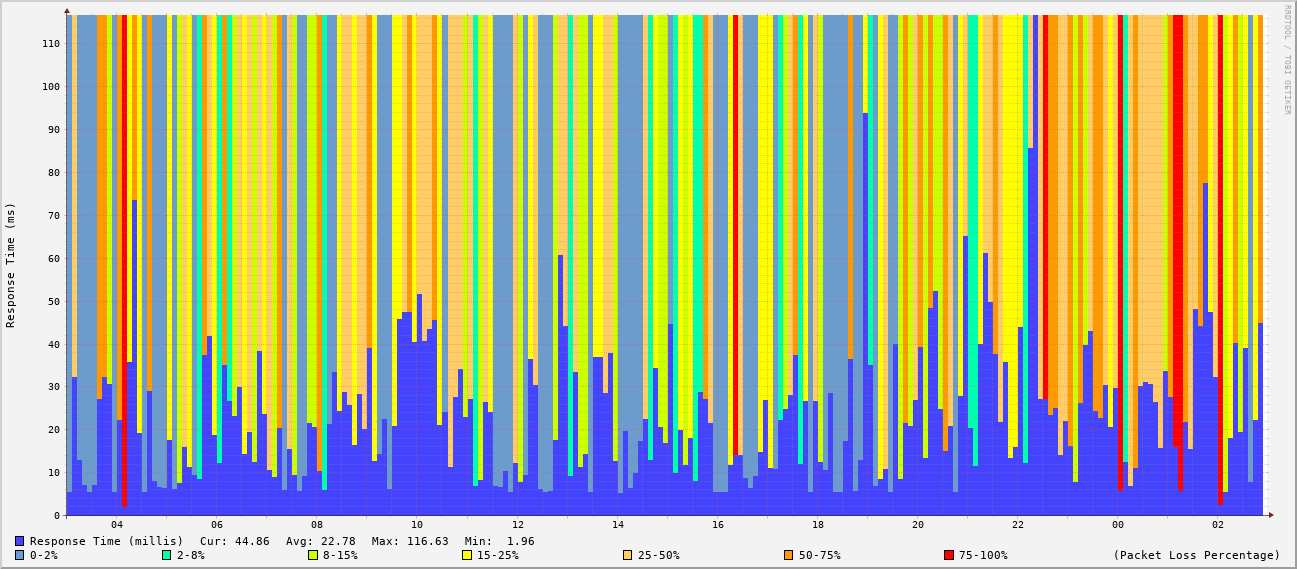 RRDTOOL / TOBI OETIKER
Response Time (ms)
110
100
90
80
70
60
50
40
30
20
10
0
04 06 08 10 12 14 16 18 20 22 00 02
Response Time (millis) Cur: 44.86 Avg: 22.78 Max: 116.63 Min: 1.96
0-2% 2-8% 8-15% 15-25% 25-50% 50-75% 75-100% (Packet Loss Percentage)